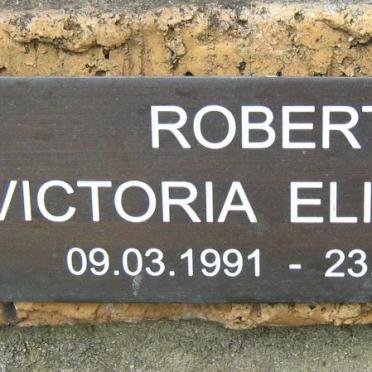 ROBERT
VICTORIA ELI
09.03.1991 - 23.